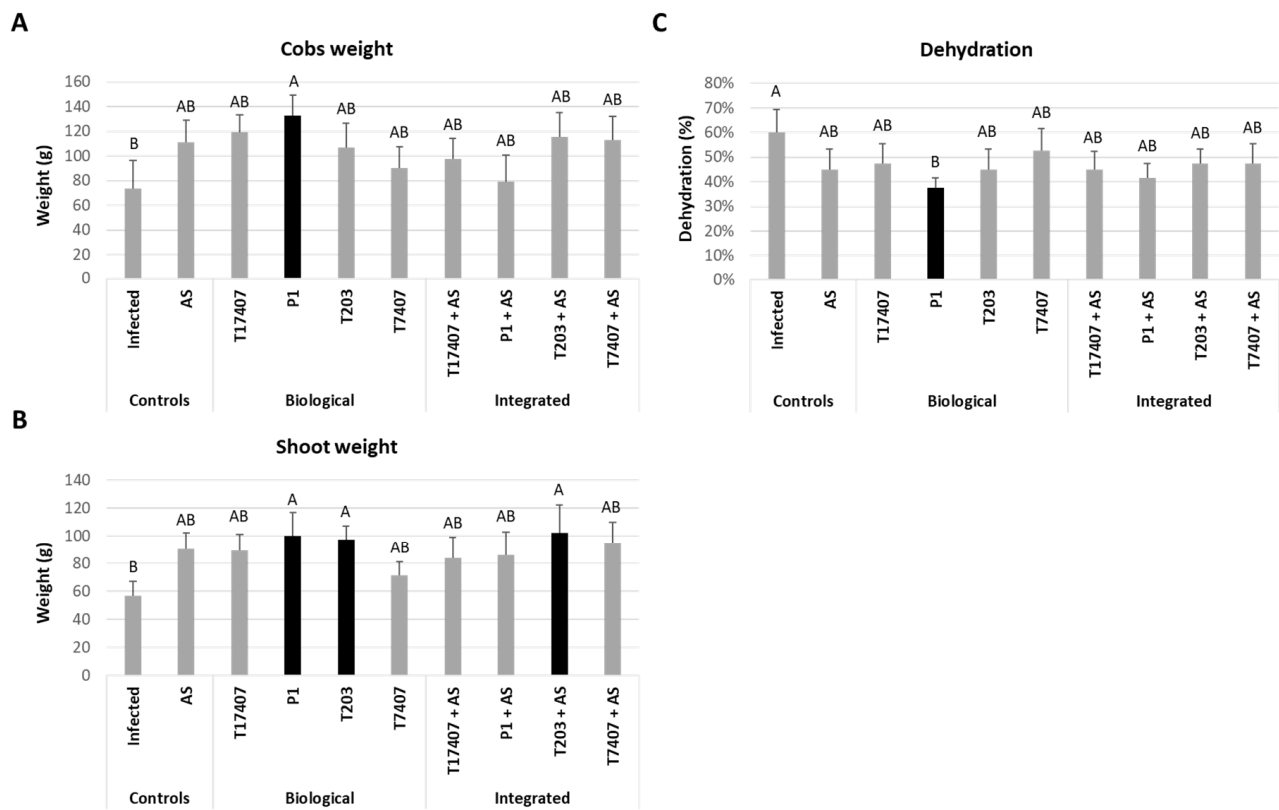 A
Cobs weight
Weight (g)
160
140
120
100
80
60
40
20
0
B
AB
AB
A
AB
AB
AB
AB
AB
AB
Infected
AS
T17407
P1
T203
T7407
T17407 + AS
P1 + AS
T203 + AS
T7407 + AS
Controls
Biological
Integrated
B
Shoot weight
Weight (g)
140
120
100
80
60
40
20
0
B
AB
AB
A
A
AB
AB
AB
A
AB
Infected
AS
T17407
P1
T203
T7407
T17407 + AS
P1 + AS
T203 + AS
T7407 + AS
Controls
Biological
Integrated
C
Dehydration
Dehydration (%)
80%
70%
60%
50%
40%
30%
20%
10%
0%
A
AB
AB
B
AB
AB
AB
AB
AB
AB
Infected
AS
T17407
P1
T203
T7407
T17407 + AS
P1 + AS
T203 + AS
T7407 + AS
Controls
Biological
Integrated